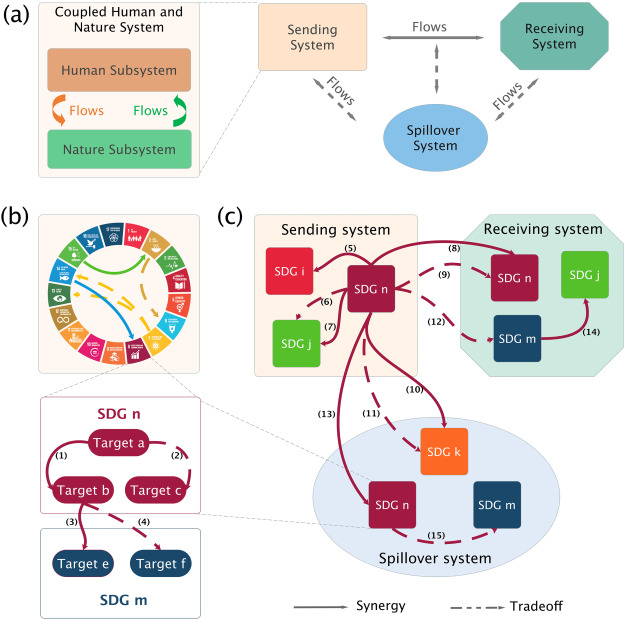 (a)
Coupled Human and
Nature System
Human Subsystem
Flows
Flows
Nature Subsystem
Sending
System
Flows
Receiving
System
Flows
Flows
Spillover
System
(b)
(c)
Sending system
Receiving system
SDG i
(5)
SDG n
(8)
(9)
SDG n
SDG j
(6)
(7)
SDG j
(12)
SDG m
(14)
(13)
(11)
(10)
SDG k
SDG n
SDG m
(15)
Spillover system
SDG n
Target a
(1)
(2)
Target b
Target c
(3)
(4)
Target e
Target f
SDG m
Synergy
Tradeoff